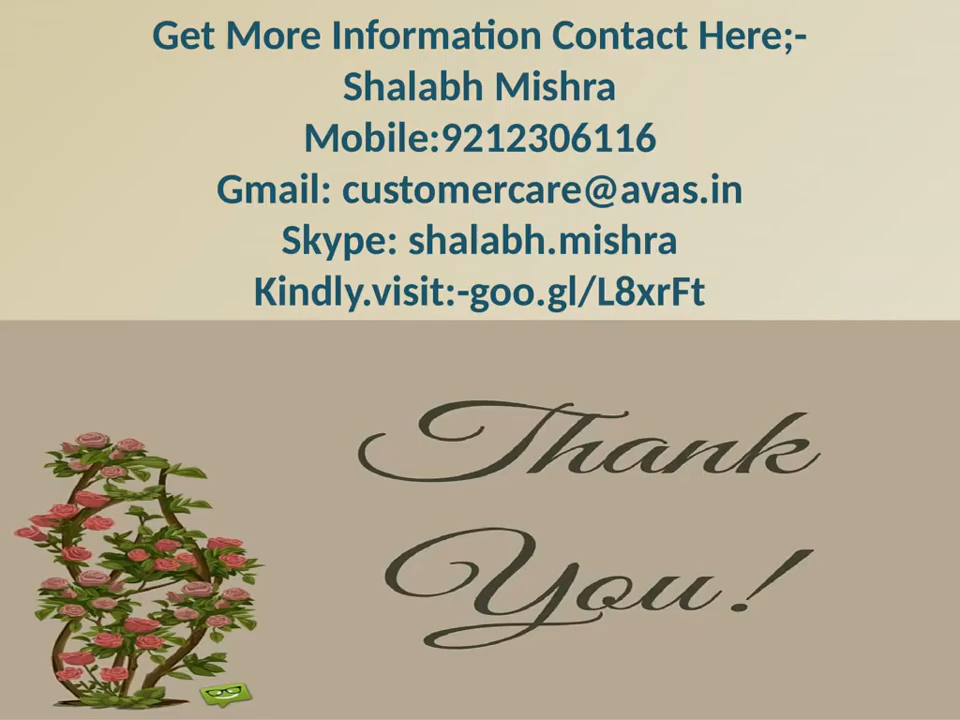 Get More Information Contact Here;-
Shalabh Mishra
Mobile:9212306116
Gmail: customercare@avas.in
Skype: shalabh.mishra
Kindly.visit:-goo.gl/L8xrFt
Thank
You!